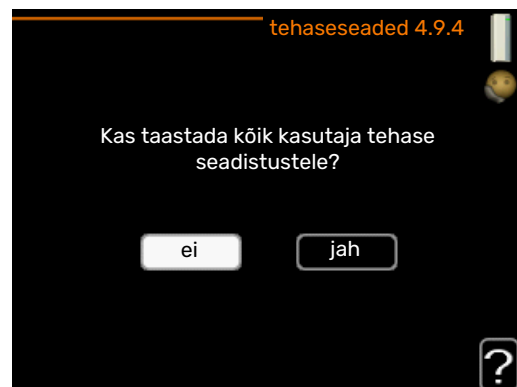 tehaseseaded 4.9.4
Kas taastada kõik kasutaja tehase
seadistustele?
ei
jah
?